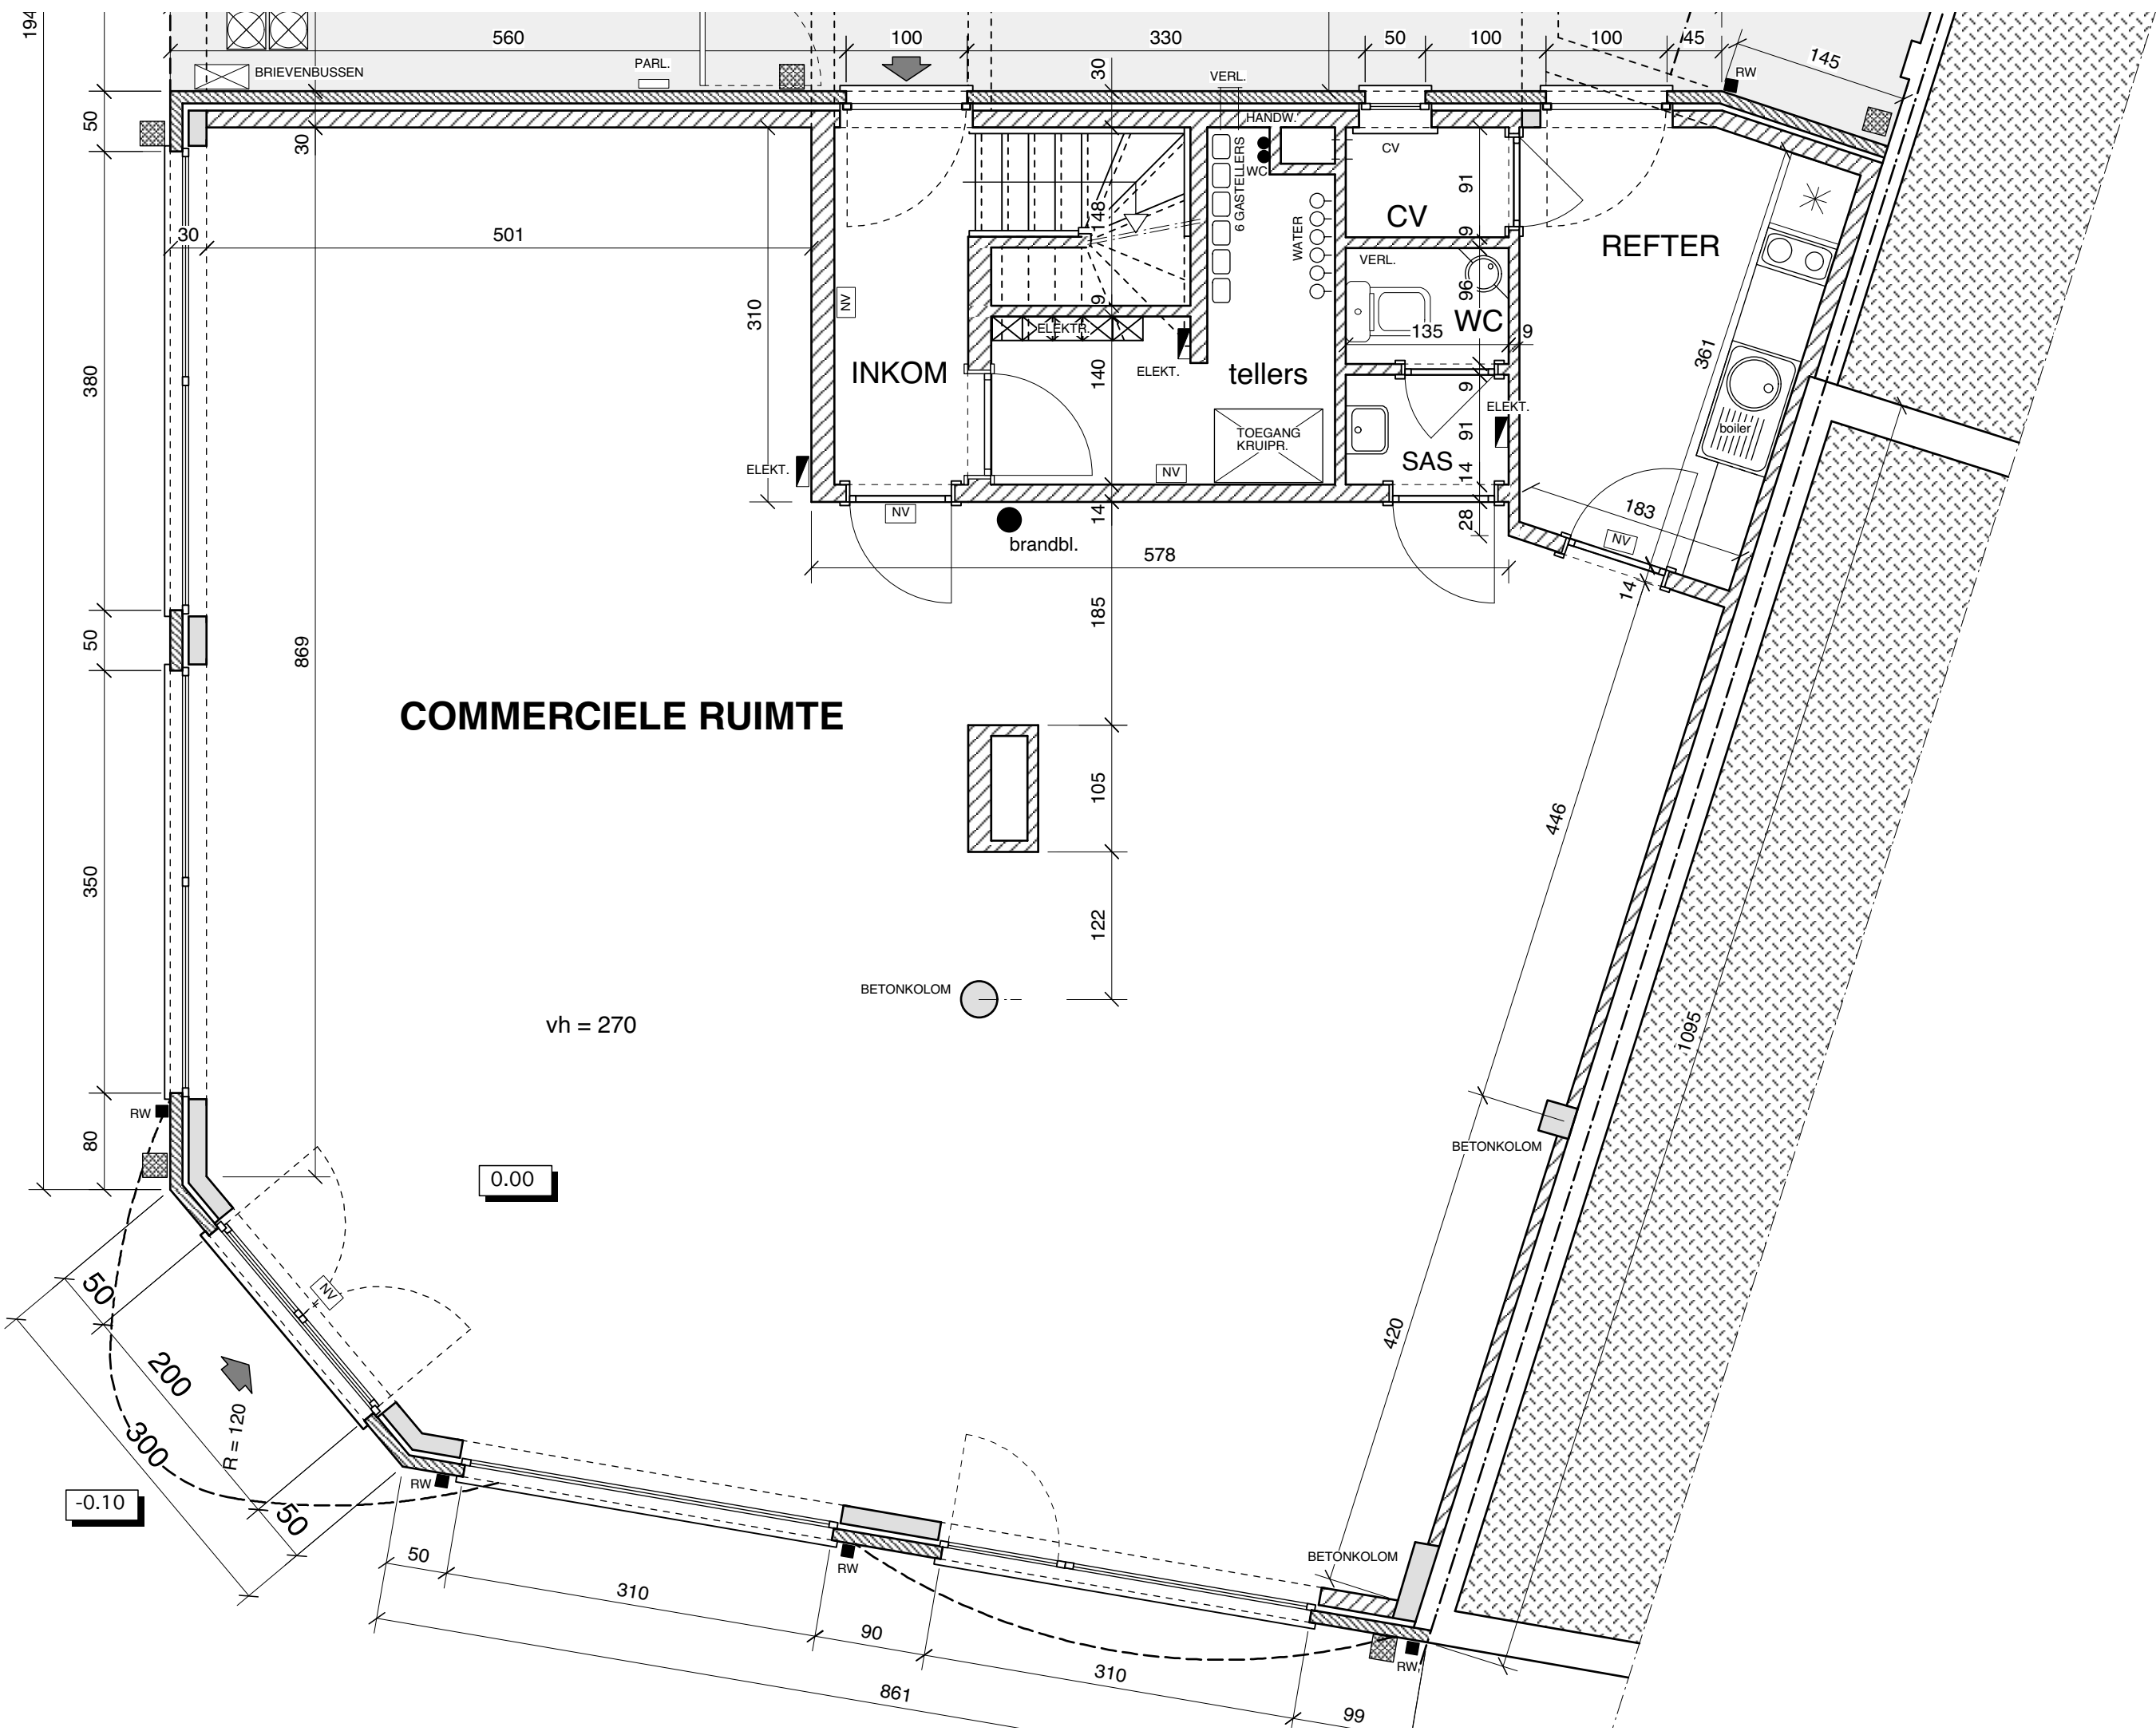 194
560
100
330
50
100
100
45
145
BRIEVENBUSSEN
PARL.
30
VERL.
RW
50
30
HANDW.
6 GASTELLERS
WC
CV
91
CV
148
REFTER
30
501
WATER
9
VERL.
96
310
NV
9
ELEKTR.
WC
135
9
361
380
INKOM
140
ELEKT.
tellers
9
ELEKT.
91
boiler
TOEGANG
KRUIPR.
ELEKT.
NV
SAS
14
NV
14
brandbl.
28
183
NV
578
14
185
50
869
COMMERCIELE RUIMTE
105
446
350
122
BETONKOLOM
vh = 270
1095
RW
80
BETONKOLOM
0.00
50
NV
200
420
300
R = 120
-0.10
RW
50
50
BETONKOLOM
RW
310
90
310
RW
861
99